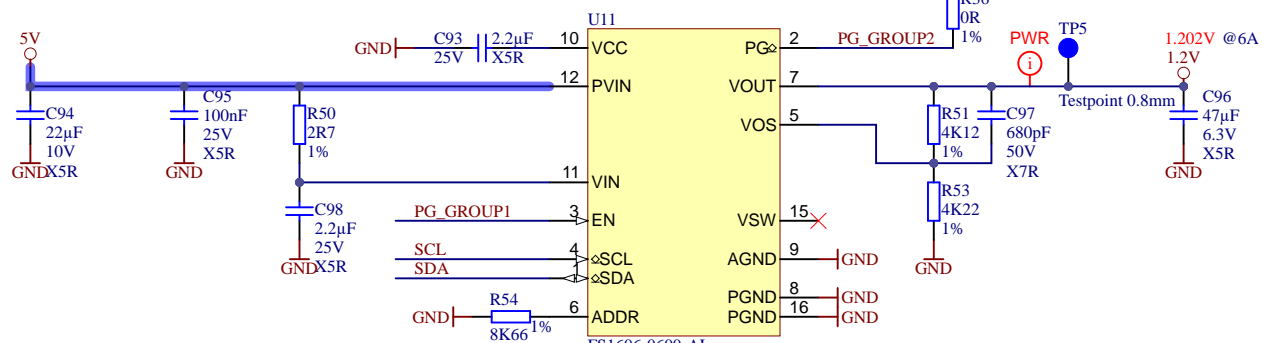 U11
R36
0R
1%
5V
GND
C93
25V
2.2µF
X5R
10
VCC
PG
2
PG_GROUP2
PWR
i
TP5
1.202V @6A
1.2V
12
PVIN
VOUT
7
Testpoint 0.8mm
C94
22µF
10V
X5R
GND
C95
100nF
25V
X5R
GND
R50
2R7
1%
VOS
5
R51
4K12
1%
C97
680pF
50V
X7R
C96
47µF
6.3V
X5R
GND
11
VIN
C98
2.2µF
25V
X5R
GND
R53
4K22
1%
GND
PG_GROUP1
3
EN
VSW
15
SCL
4
SCL
AGND
9
GND
SDA
1
SDA
PGND
8
GND
GND
R54
8K66
1%
6
ADDR
PGND
16
GND